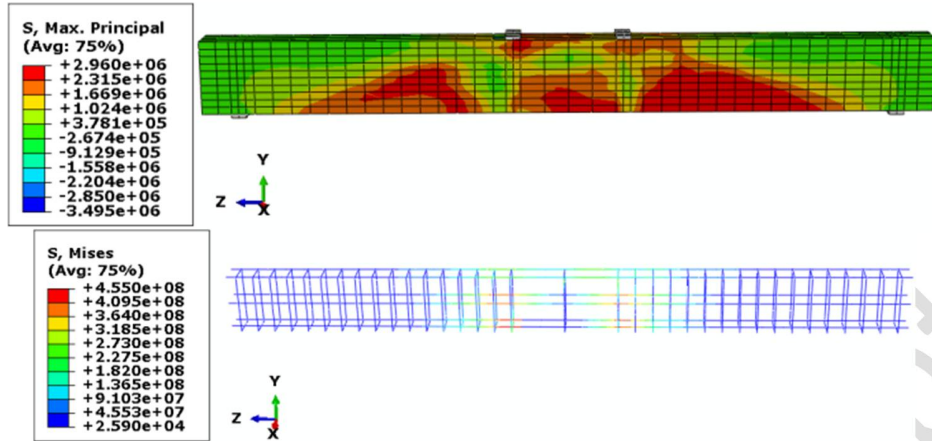 S, Max. Principal
(Avg: 75%)
+2.960e+06
+2.315e+06
+1.669e+06
+1.024e+06
+3.781e+05
-2.674e+05
-9.129e+05
-1.558e+06
-2.204e+06
-2.850e+06
-3.495e+06
Y
Z
X
S, Mises
(Avg: 75%)
+4.550e+08
+4.095e+08
+3.640e+08
+3.185e+08
+2.730e+08
+2.275e+08
+1.820e+08
+1.365e+08
+9.103e+07
+4.553e+07
+2.590e+04
Y
Z
X